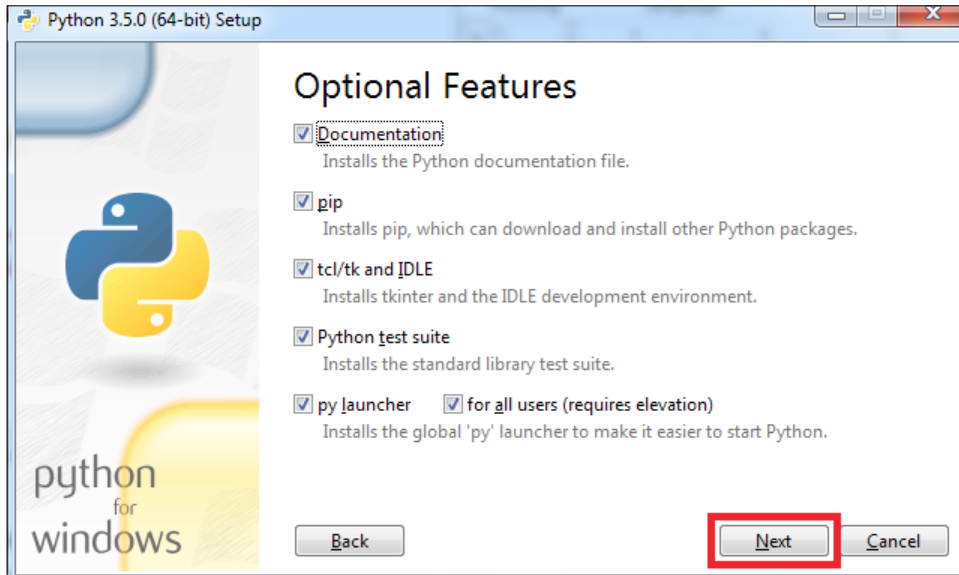 Python 3.5.0 (64-bit) Setup
Optional Features
Documentation
Installs the Python documentation file.
pip
Installs pip, which can download and install other Python packages.
tcl/tk and IDLE
Installs tkinter and the IDLE development environment.
Python test suite
Installs the standard library test suite.
py launcher for all users (requires elevation)
Installs the global 'py' launcher to make it easier to start Python.
python
for
windows
Back Next Cancel